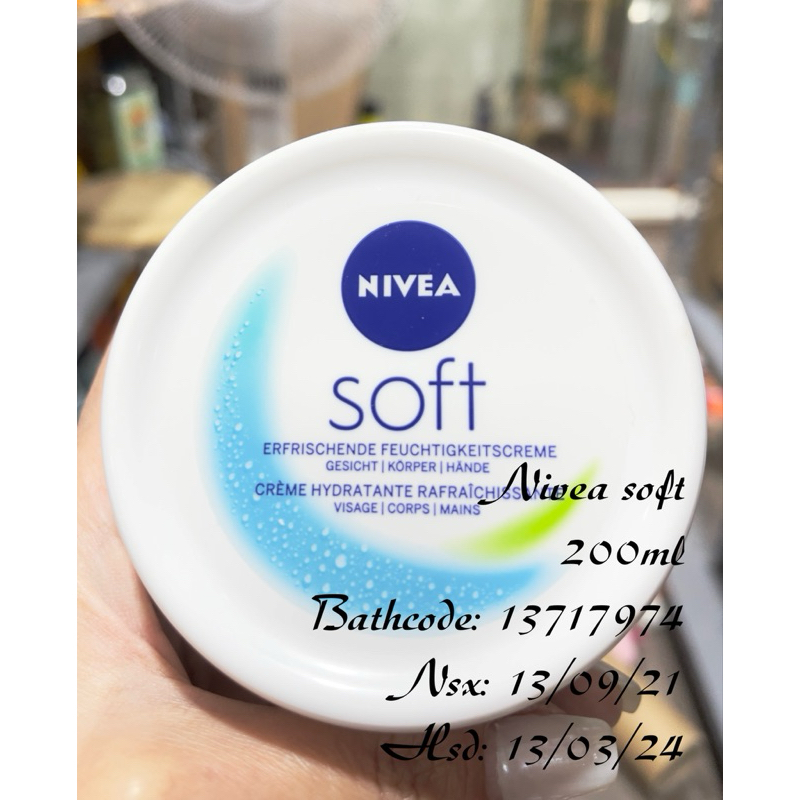 NIVEA
soft
ERFRISCHENDE FEUCHTIGKEITSCREME
GESICHT | KÖRPER | HÄNDE
CRÈME HYDRATANTE RAFRAÎCHISSANTE
VISAGE | CORPS | MAINS
Nivea soft
200ml
Bathcode: 13717974
Nsx: 13/09/21
Hsd: 13/03/24